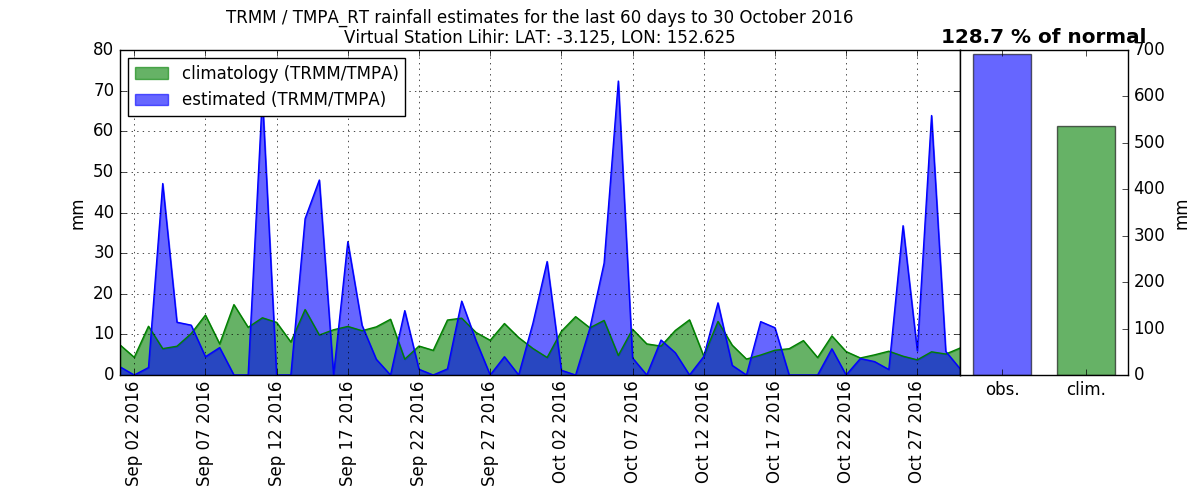 TRMM / TMPA_RT rainfall estimates for the last 60 days to 30 October 2016
Virtual Station Lihir: LAT: -3.125, LON: 152.625
128.7 % of normal
climatology (TRMM/TMPA)
estimated (TRMM/TMPA)
mm
80
70
60
50
40
30
20
10
0
Sep 02 2016
Sep 07 2016
Sep 12 2016
Sep 17 2016
Sep 22 2016
Sep 27 2016
Oct 02 2016
Oct 07 2016
Oct 12 2016
Oct 17 2016
Oct 22 2016
Oct 27 2016
obs.
clim.
700
600
500
400
300
200
100
0
mm